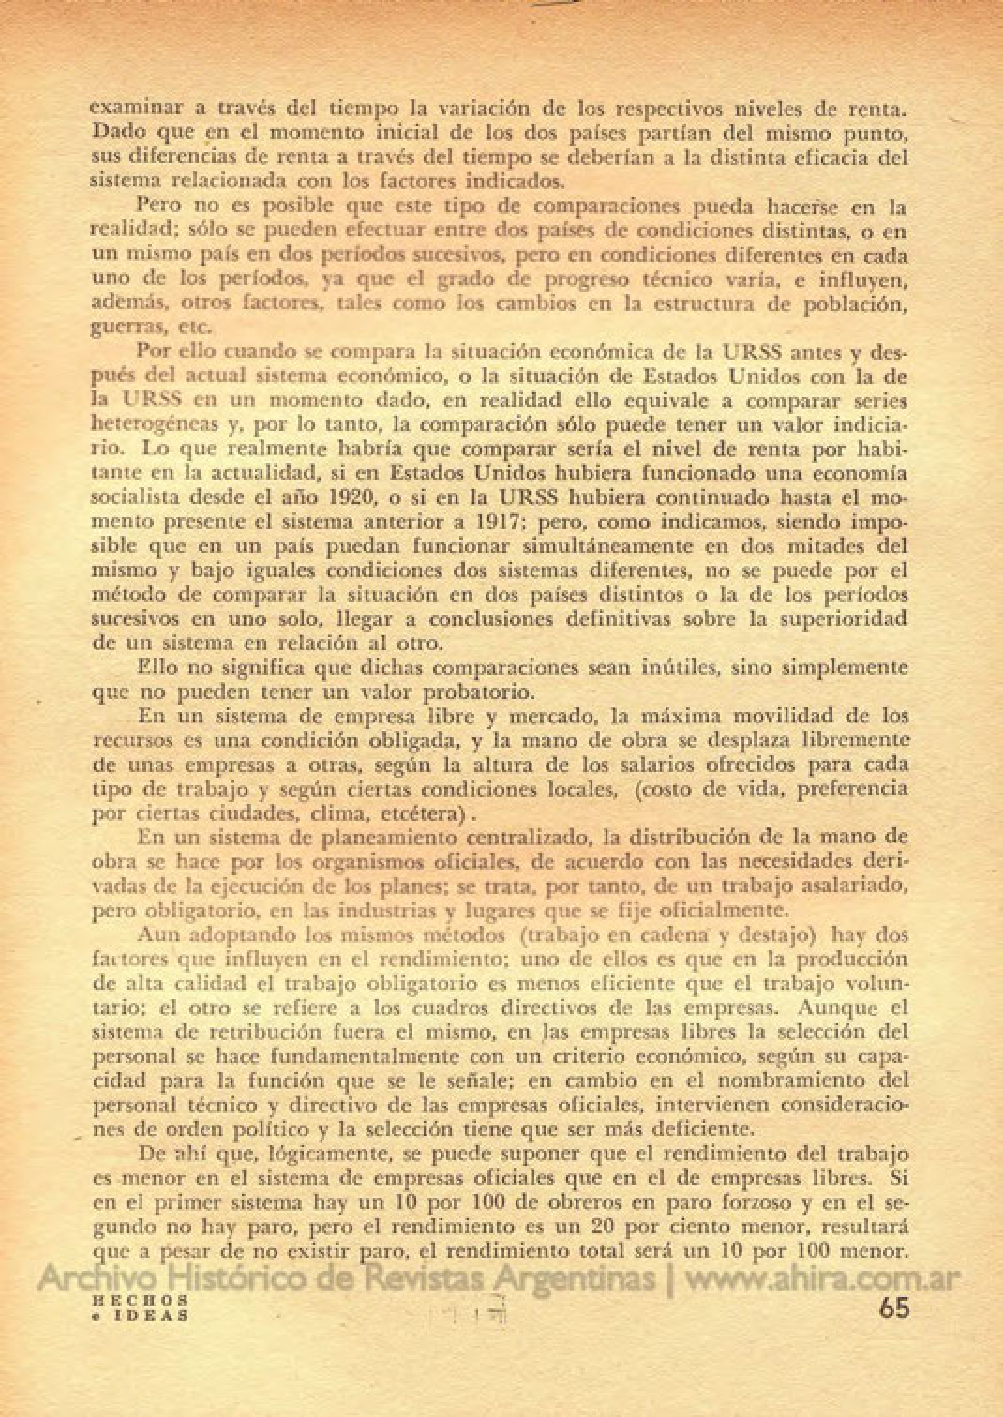 examinar a través del tiempo la variación de los respectivos niveles de renta.
Dado que en el momento inicial de los dos países partían del mismo punto,
sus diferencias de renta a través del tiempo se deberían a la distinta eficacia del
sistema relacionada con los factores indicados.
Pero no es posible que este tipo de comparaciones pueda hacerse en la
realidad; sólo se pueden efectuar entre dos países de condiciones distintas, o en
un mismo país en dos períodos sucesivos, pero en condiciones diferentes en cada
uno de los períodos, ya que el grado de progreso técnico varía, e influyen,
además, otros factores, tales como los cambios en la estructura de población,
guerras, etc.
Por ello cuando se compara la situación económica de la URSS antes y des-
pués del actual sistema económico, o la situación de Estados Unidos con la de
la URSS en un momento dado, en realidad ello equivale a comparar series
heterogéneas y, por lo tanto, la comparación sólo puede tener un valor indicia-
rio. Lo que realmente habría que comparar sería el nivel de renta por habi-
tante en la actualidad, si en Estados Unidos hubiera funcionado una economía
socialista desde el año 1920, o si en la URSS hubiera continuado hasta el mo-
mento presente el sistema anterior a 1917; pero, como indicamos, siendo impo-
sible que en un país puedan funcionar simultáneamente en dos mitades del
mismo y bajo iguales condiciones dos sistemas diferentes, no se puede por el
método de comparar la situación en dos países distintos o la de los períodos
sucesivos en uno solo, llegar a conclusiones definitivas sobre la superioridad
de un sistema en relación al otro.
Ello no significa que dichas comparaciones sean inútiles, sino simplemente
que no pueden tener un valor probatorio.
En un sistema de empresa libre y mercado, la máxima movilidad de los
recursos es una condición obligada, y la mano de obra se desplaza libremente
de unas empresas a otras, según la altura de los salarios ofrecidos para cada
tipo de trabajo y según ciertas condiciones locales, (costo de vida, preferencia
por ciertas ciudades, clima, etcétera).
En un sistema de planeamiento centralizado, la distribución de la mano de
obra se hace por los organismos oficiales, de acuerdo con las necesidades deri-
vadas de la ejecución de los planes; se trata, por tanto, de un trabajo asalariado,
pero obligatorio, en las industrias y lugares que se fije oficialmente.
Aun adoptando los mismos métodos (trabajo en cadena y destajo) hay dos
factores que influyen en el rendimiento; uno de ellos es que en la producción
de alta calidad el trabajo obligatorio es menos eficiente que el trabajo volun-
tario; el otro se refiere a los cuadros directivos de las empresas. Aunque el
sistema de retribución fuera el mismo, en las empresas libres la selección del
personal se hace fundamentalmente con un criterio económico, según su capa-
cidad para la función que se le señale; en cambio en el nombramiento del
personal técnico y directivo de las empresas oficiales, intervienen consideracio-
nes de orden político y la selección tiene que ser más deficiente.
De ahí que, lógicamente, se puede suponer que el rendimiento del trabajo
es menor en el sistema de empresas oficiales que en el de empresas libres. Si
en el primer sistema hay un 10 por 100 de obreros en paro forzoso y en el se-
gundo no hay paro, pero el rendimiento es un 20 por ciento menor, resultará
que a pesar de no existir paro, el rendimiento total será un 10 por 100 menor.
Archivo Histórico de Revistas Argentinas | www.ahira.com.ar
HECHOS
e IDEAS
65